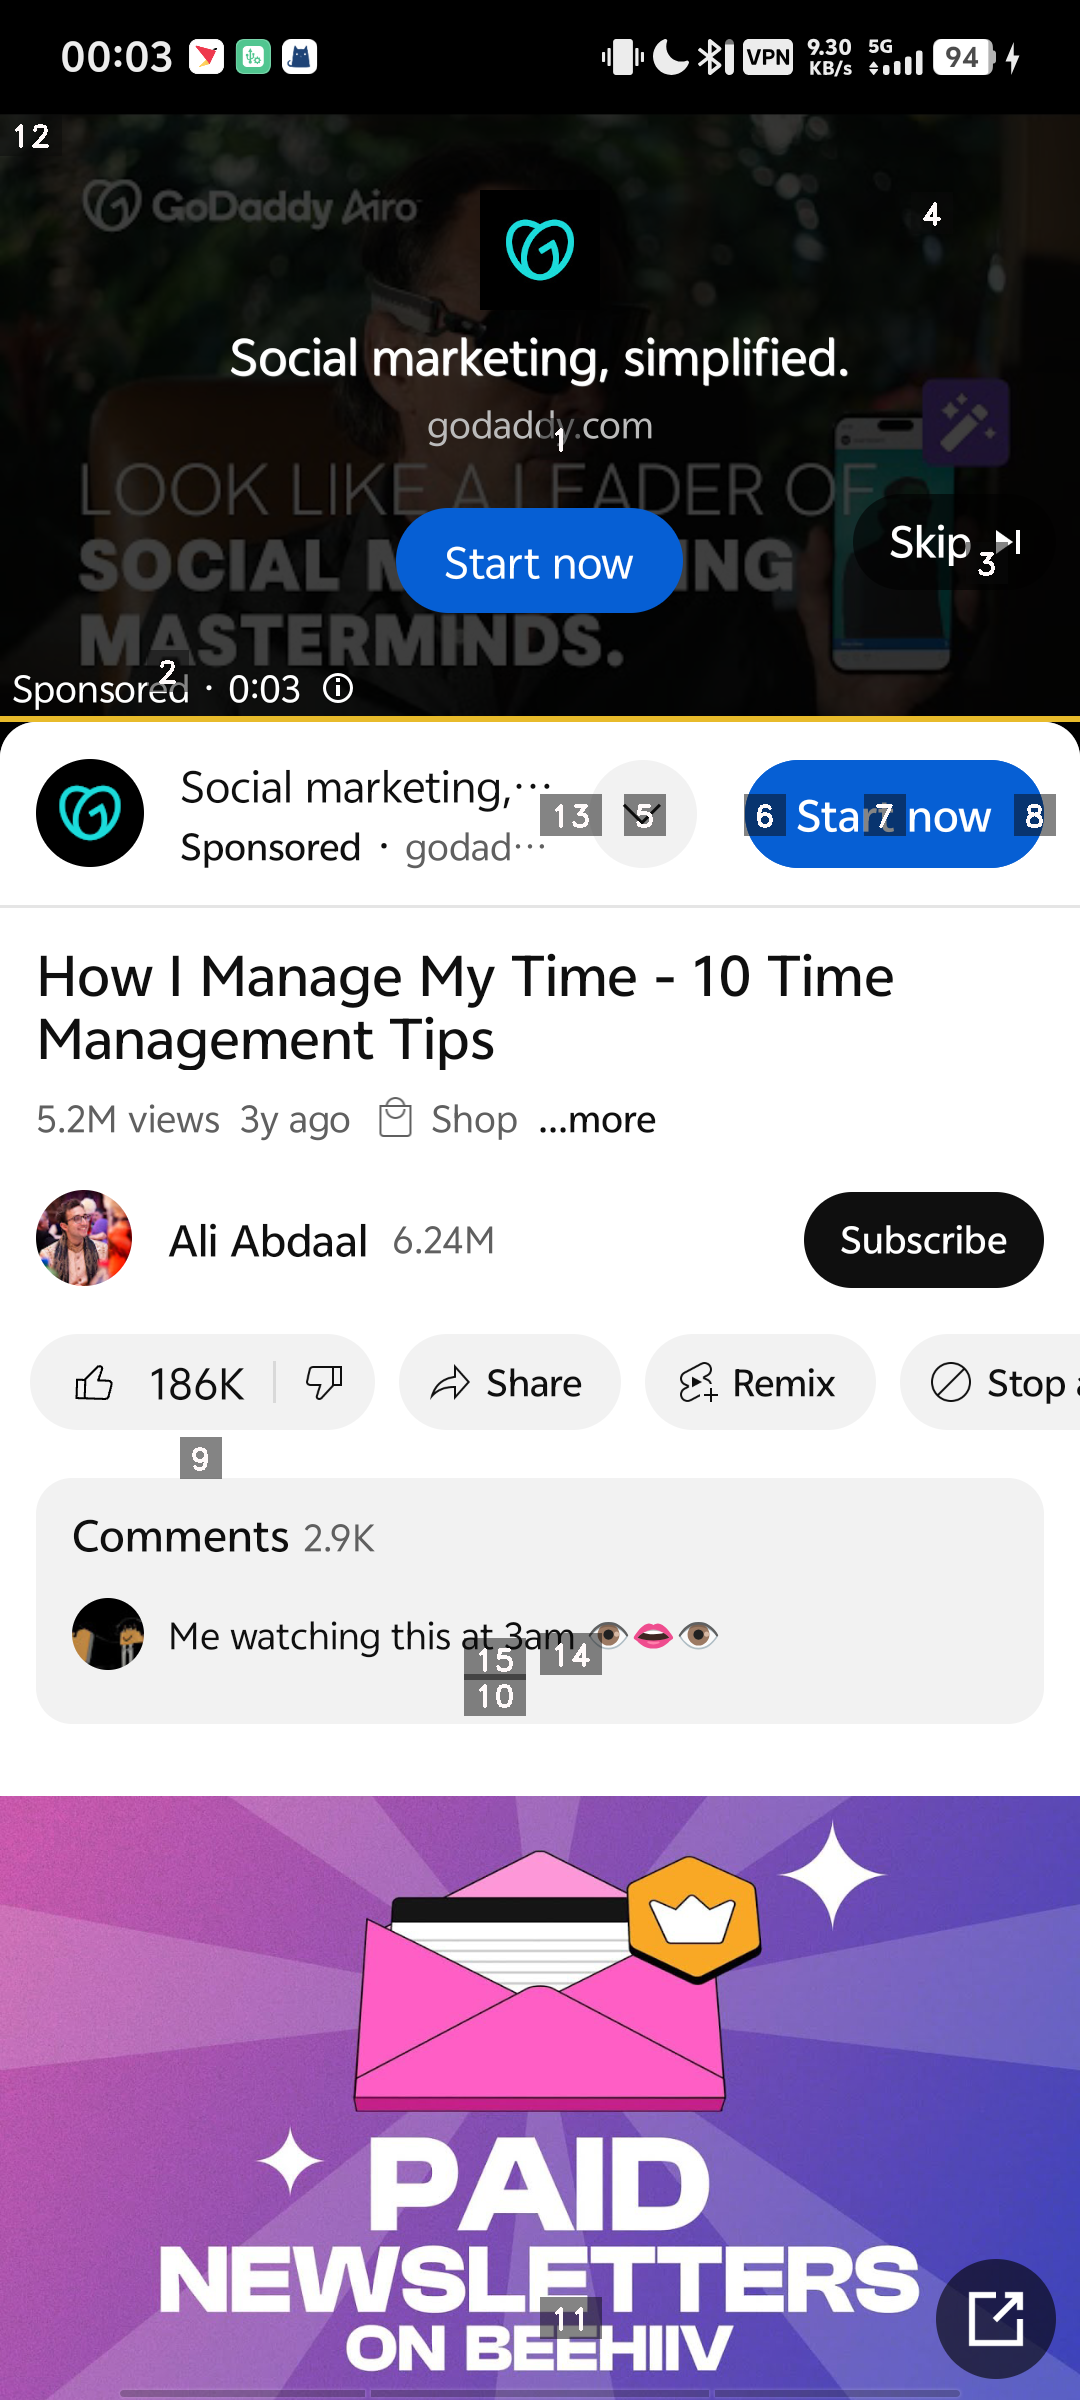 00:03
VPN
9.30 KB/s
5G
94
12
GoDaddy Airo
4
Social marketing, simplified.
godaddy.com
1
LOOK LIKE A LEADER OF
SOCIAL M NG
MASTERMINDS.
Start now
Skip
3
2
Sponsored · 0:03
Social marketing,...
Sponsored · godad...
13
5
6
Start now
7
8
How I Manage My Time - 10 Time
Management Tips
5.2M views 3y ago Shop ...more
Ali Abdaal 6.24M
Subscribe
186K
Share
Remix
Stop
9
Comments 2.9K
Me watching this at 3am 👁️👄👁️
15
14
10
PAID
NEWSLETTERS
11
ON BEEHIIV